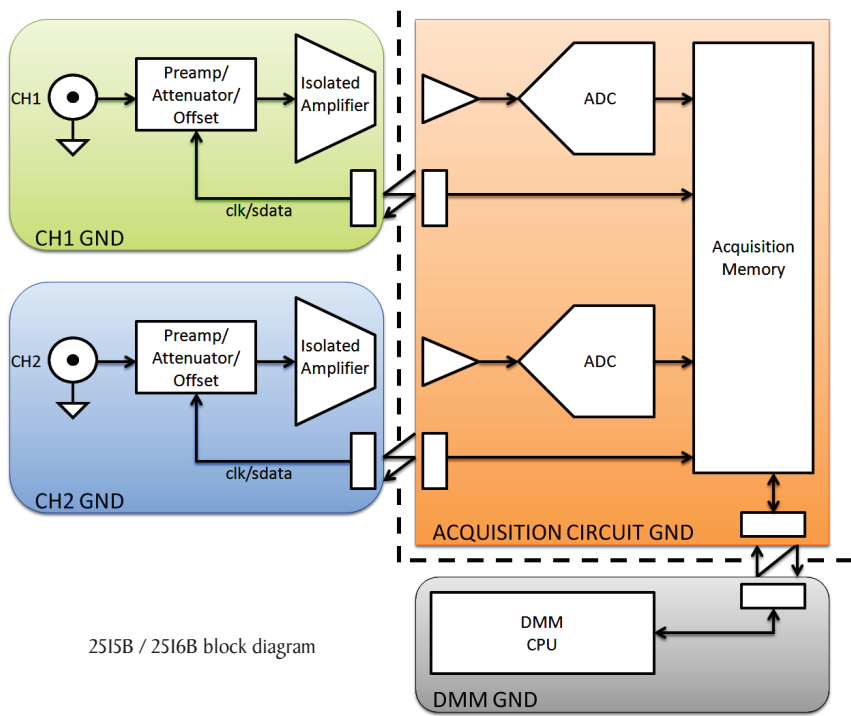 CH1
Preamp/
Attenuator/
Offset
Isolated
Amplifier
clk/sdata
CH1 GND
ADC
Acquisition
Memory
CH2
Preamp/
Attenuator/
Offset
Isolated
Amplifier
clk/sdata
CH2 GND
ADC
ACQUISITION CIRCUIT GND
DMM
CPU
DMM GND
2515B / 2516B block diagram